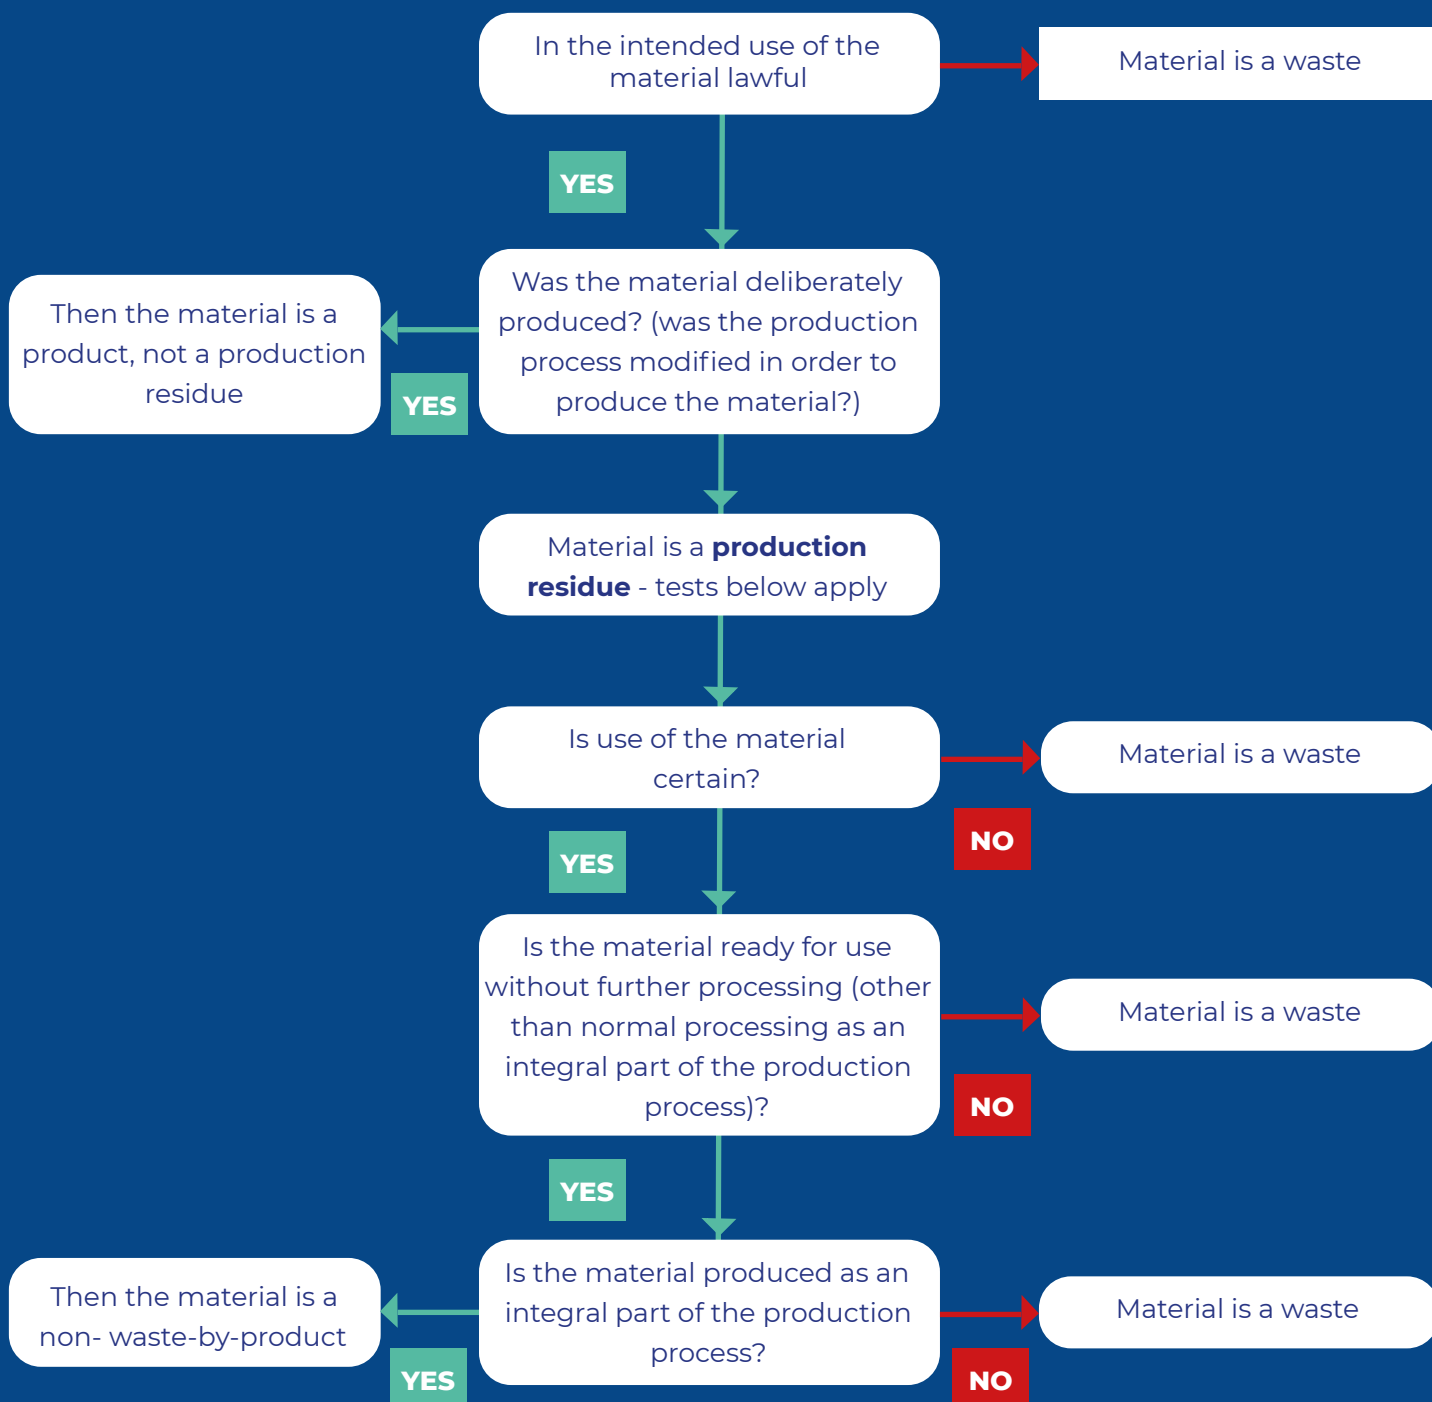 In the intended use of the
material lawful
Material is a waste
YES
Was the material deliberately
produced? (was the production
process modified in order to
produce the material?)
Then the material is a
product, not a production
residue
YES
Material is a production
residue - tests below apply
Is use of the material
certain?
Material is a waste
NO
YES
Is the material ready for use
without further processing (other
than normal processing as an
integral part of the production
process)?
Material is a waste
NO
YES
Is the material produced as an
integral part of the production
process?
Then the material is a
non- waste-by-product
Material is a waste
YES
NO